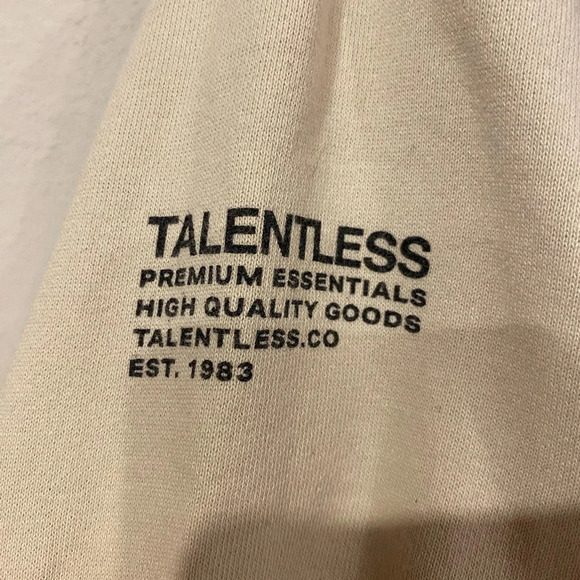 TALENTLESS
PREMIUM ESSENTIALS
HIGH QUALITY GOODS
TALENTLESS.CO
EST. 1983